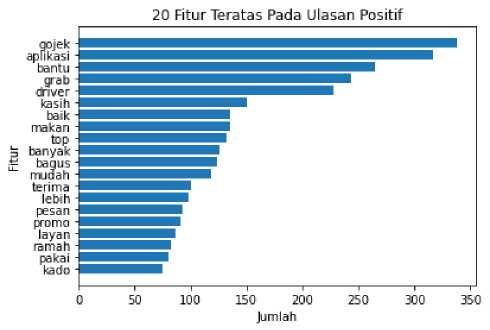 20 Fitur Teratas Pada Ulasan Positif
Fitur
gojek
aplikasi
bantu
grab
driver
kasih
baik
makan
top
banyak
bagus
mudah
terima
lebih
pesan
promo
layan
ramah
pakai
kado
0 50 100 150 200 250 300 350
Jumlah